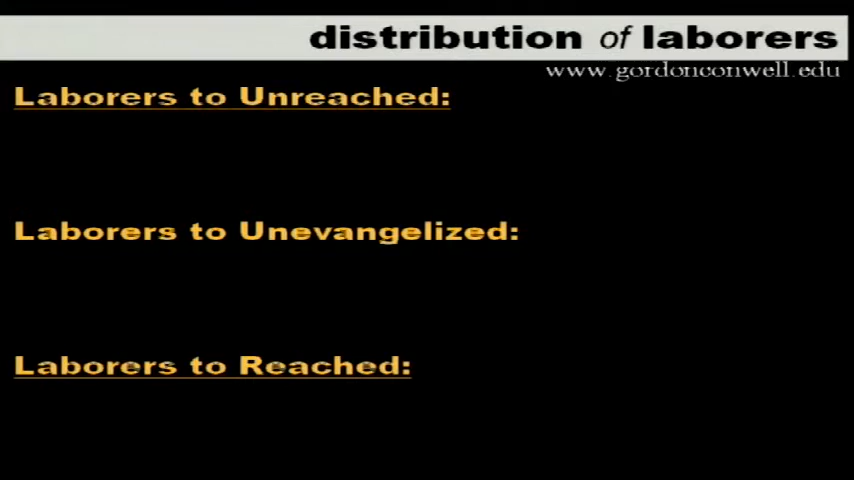 distribution of laborers
www.gordonconwell.edu
Laborers to Unreached:
Laborers to Unevangelized:
Laborers to Reached: